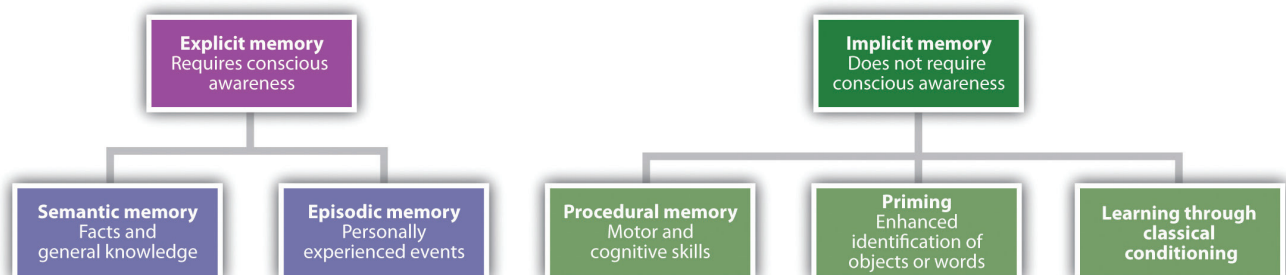 Explicit memory
Requires conscious
awareness
Implicit memory
Does not require
conscious awareness
Semantic memory
Facts and
general knowledge
Episodic memory
Personally
experienced events
Procedural memory
Motor and
cognitive skills
Priming
Enhanced
identification of
objects or words
Learning through
classical
conditioning